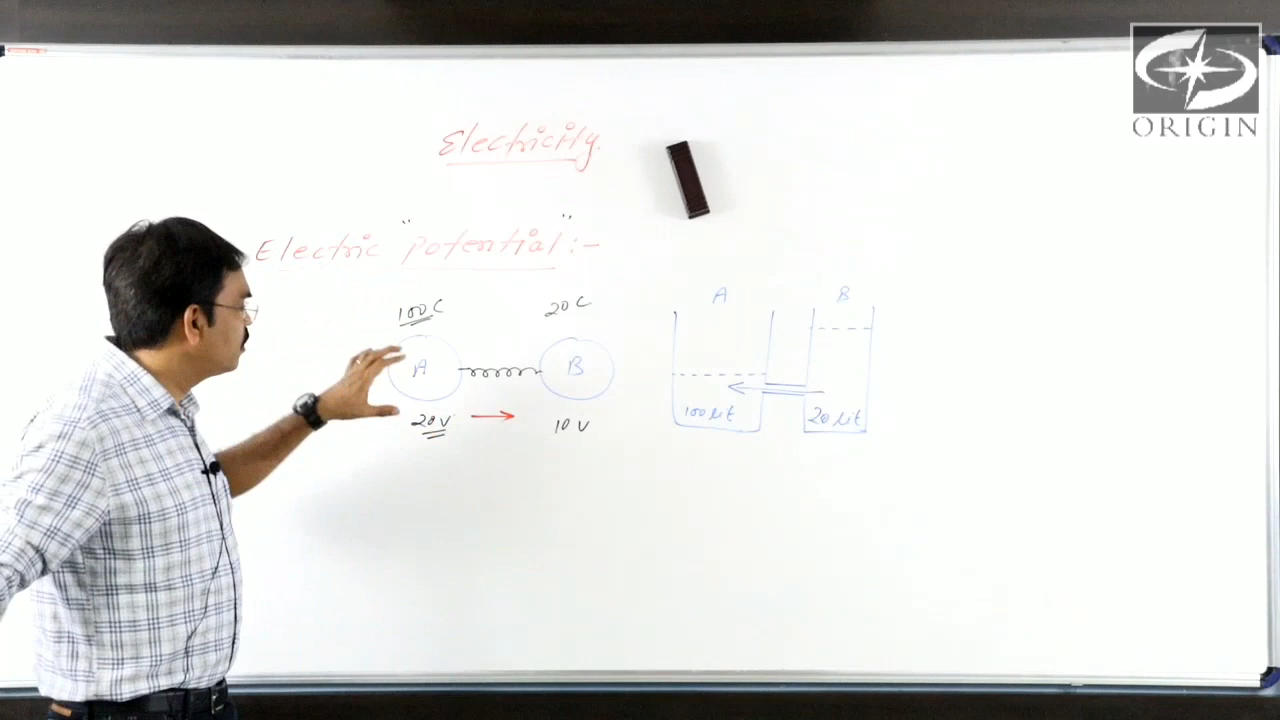 ORIGIN
Electricity.
Electric "Potential" :-
100C
20C
A
B
20V
10V
A
B
100 lit
20 lit